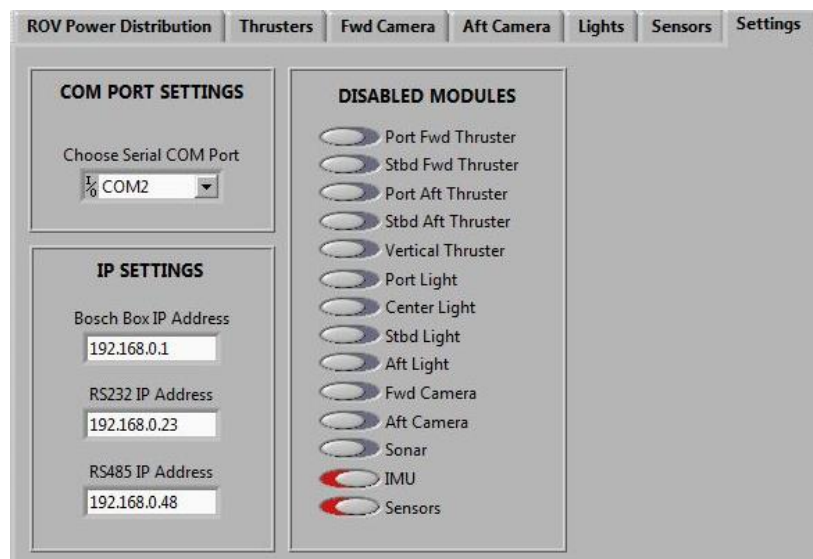 ROV Power Distribution
Thrusters
Fwd Camera
Aft Camera
Lights
Sensors
Settings
COM PORT SETTINGS
Choose Serial COM Port
I/O COM2
IP SETTINGS
Bosch Box IP Address
192.168.0.1
RS232 IP Address
192.168.0.23
RS485 IP Address
192.168.0.48
DISABLED MODULES
Port Fwd Thruster
Stbd Fwd Thruster
Port Aft Thruster
Stbd Aft Thruster
Vertical Thruster
Port Light
Center Light
Stbd Light
Aft Light
Fwd Camera
Aft Camera
Sonar
IMU
Sensors